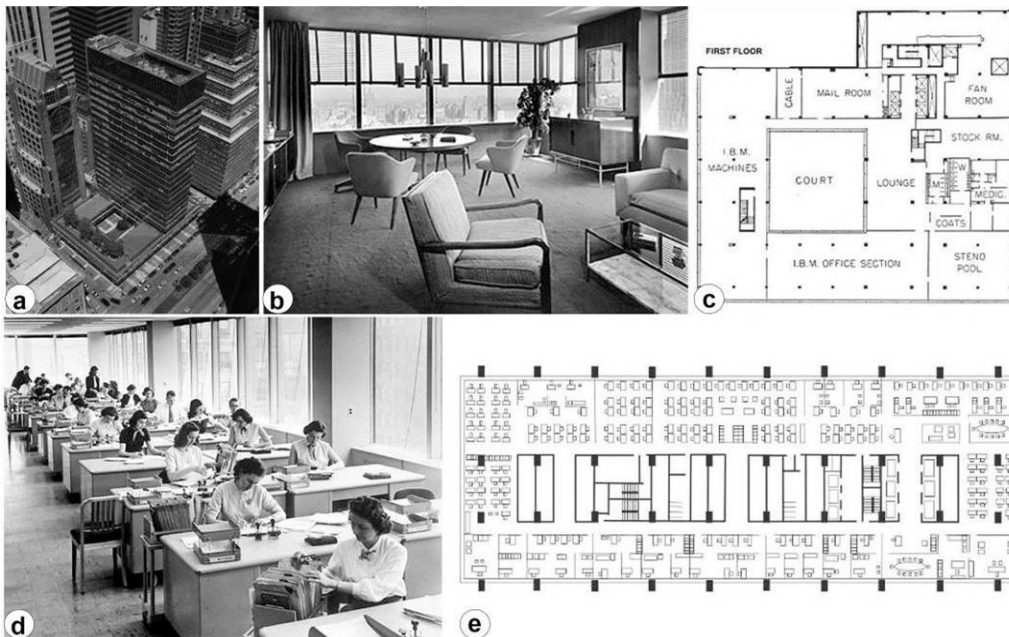 a
b
c
FIRST FLOOR
CABLE
MAIL ROOM
FAN
ROOM
STOCK RM.
I.B.M.
MACHINES
COURT
LOUNGE
M.
W
MEDIC.
COATS
I.B.M. OFFICE SECTION
STENO
POOL
d
e